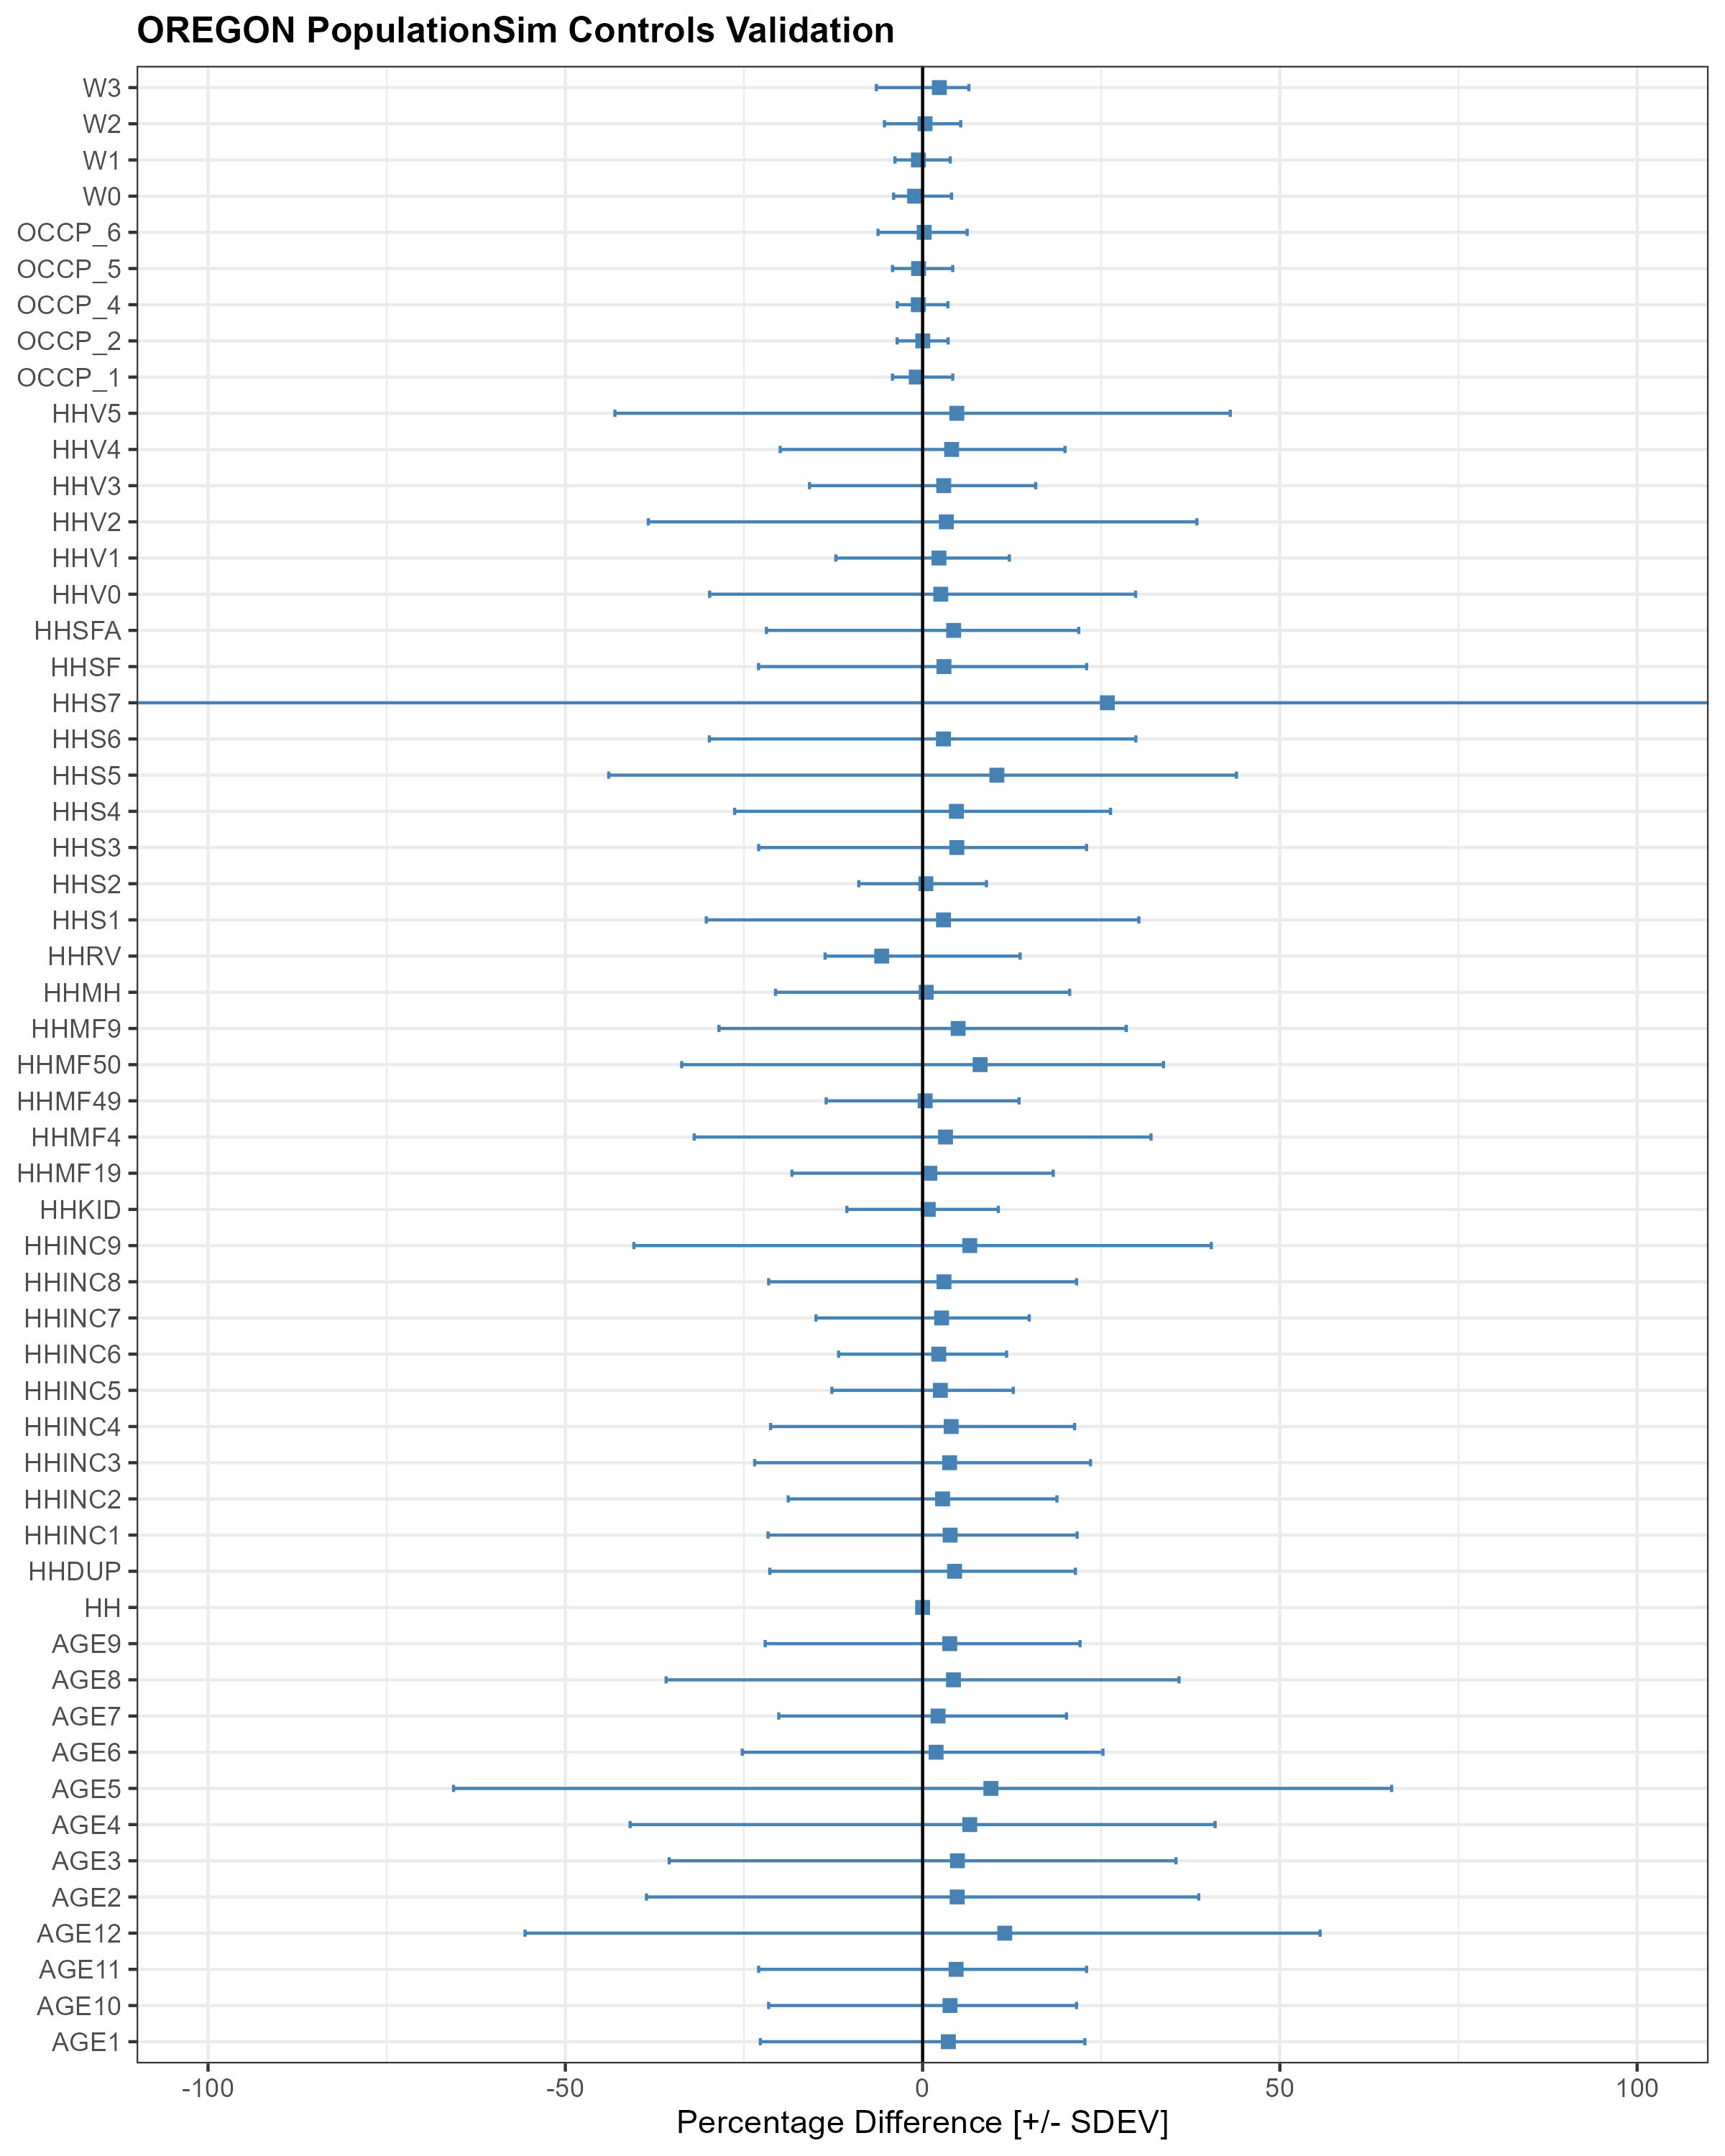 OREGON PopulationSim Controls Validation
W3
W2
W1
W0
OCCP_6
OCCP_5
OCCP_4
OCCP_2
OCCP_1
HHV5
HHV4
HHV3
HHV2
HHV1
HHV0
HHSFA
HHSF
HHS7
HHS6
HHS5
HHS4
HHS3
HHS2
HHS1
HHRV
HHMH
HHMF9
HHMF50
HHMF49
HHMF4
HHMF19
HHKID
HHINC9
HHINC8
HHINC7
HHINC6
HHINC5
HHINC4
HHINC3
HHINC2
HHINC1
HHDUP
HH
AGE9
AGE8
AGE7
AGE6
AGE5
AGE4
AGE3
AGE2
AGE12
AGE11
AGE10
AGE1
-100 -50 0 50 100
Percentage Difference [+/- SDEV]